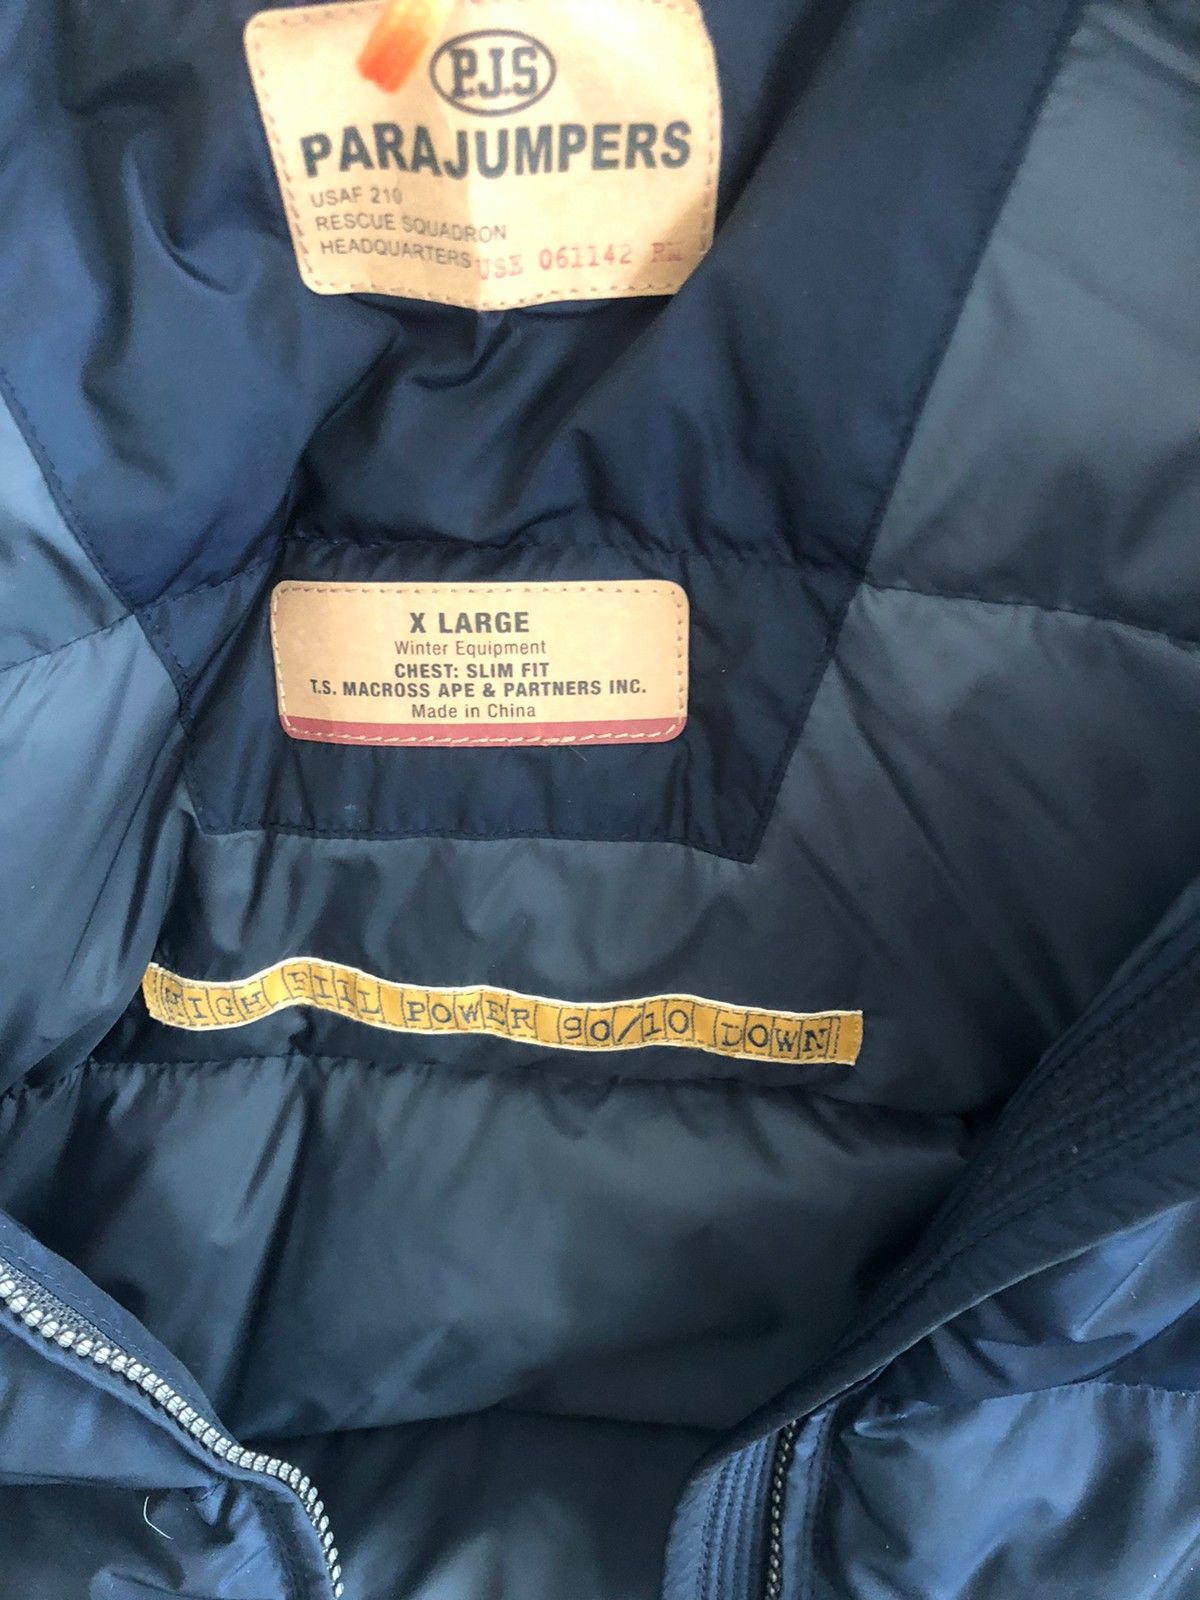 P.J.S
PARAJUMPERS
USAF 210
RESCUE SQUADRON
HEADQUARTERS USE 061142 RM
X LARGE
Winter Equipment
CHEST: SLIM FIT
T.S. MACROSS APE & PARTNERS INC.
Made in China
HIGH FILL POWER 90/10 DOWN